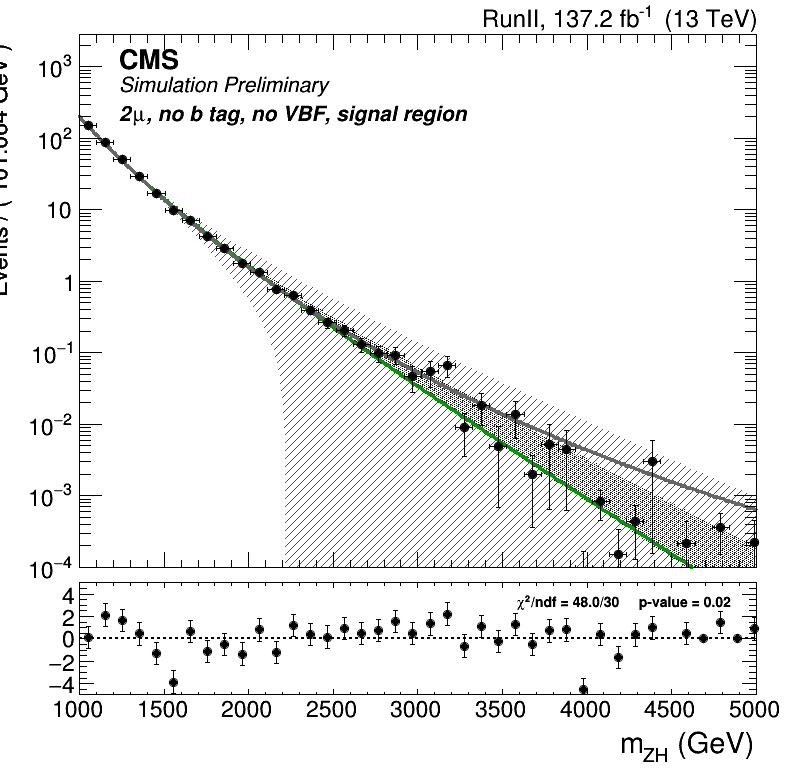 RunII, 137.2 fb⁻¹ (13 TeV)
CMS
Simulation Preliminary
2μ, no b tag, no VBF, signal region
10³
10²
10
1
10⁻¹
10⁻²
10⁻³
10⁻⁴
χ²/ndf = 48.0/30 p-value = 0.02
4
2
0
−2
−4
1000 1500 2000 2500 3000 3500 4000 4500 5000
m_ZH (GeV)